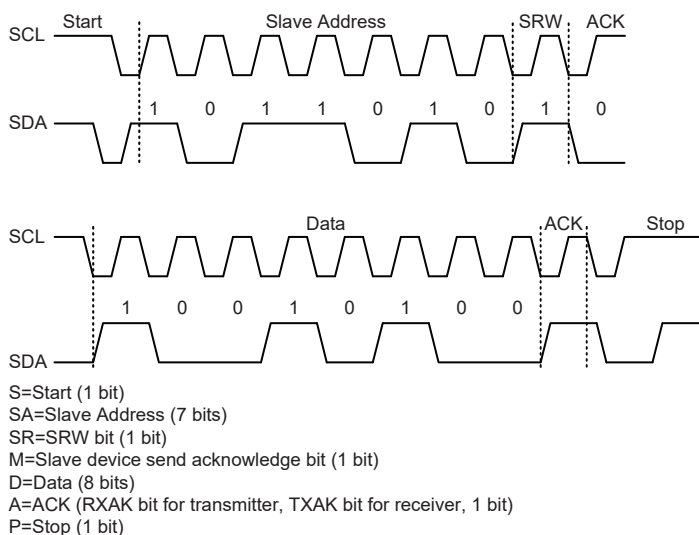 Start Slave Address SRW ACK
SCL
1 0 1 1 0 1 0 1 0
SDA
Data ACK Stop
SCL
1 0 0 1 0 1 0 0
SDA
S=Start (1 bit)
SA=Slave Address (7 bits)
SR=SRW bit (1 bit)
M=Slave device send acknowledge bit (1 bit)
D=Data (8 bits)
A=ACK (RXAK bit for transmitter, TXAK bit for receiver, 1 bit)
P=Stop (1 bit)